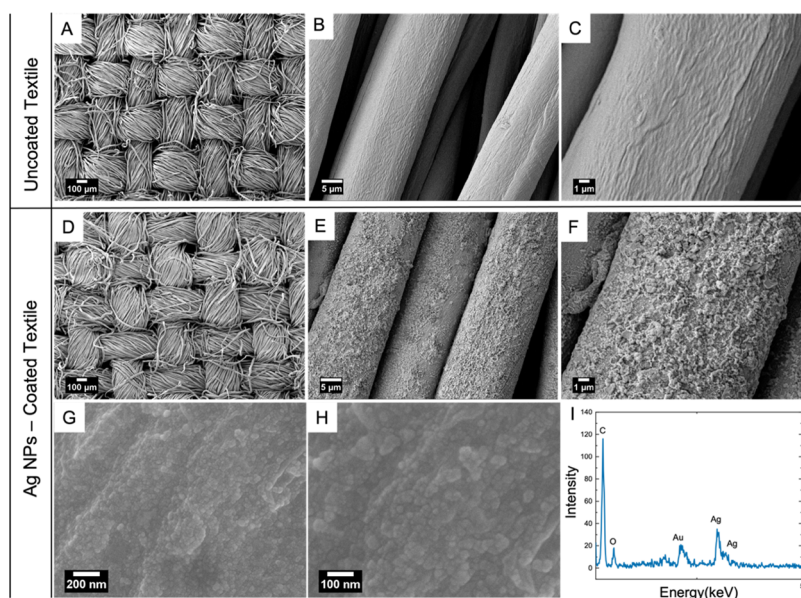 Uncoated Textile
A
100 µm
B
5 µm
C
1 µm
Ag NPs – Coated Textile
D
100 µm
E
5 µm
F
1 µm
G
200 nm
H
100 nm
I
Intensity
140
120
100
80
60
40
20
0
C
O
Au
Ag
Ag
Energy(keV)